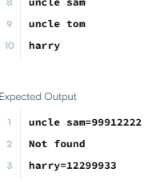 8 uncle sam
9 uncle tom
10 harry
Expected Output
1 uncle sam=99912222
2 Not found
3 harry=12299933